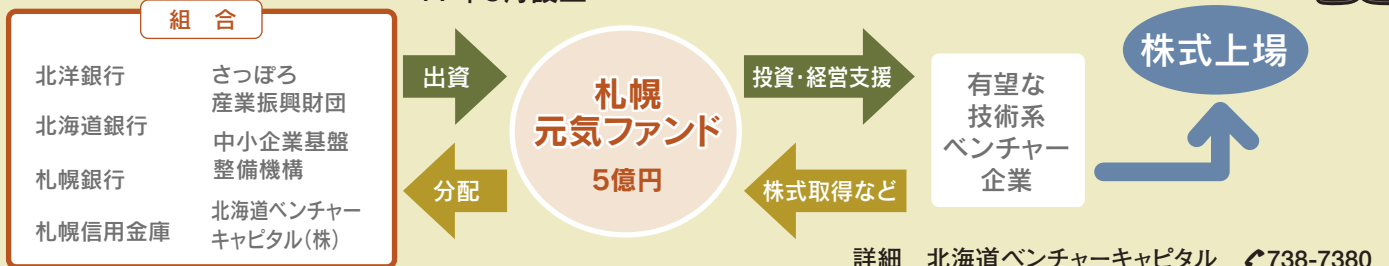 組 合
北洋銀行
北海道銀行
札幌銀行
札幌信用金庫
さっぽろ
産業振興財団
中小企業基盤
整備機構
北海道ベンチャー
キャピタル(株)
出資
分配
札幌
元気ファンド
5億円
投資・経営支援
株式取得など
有望な
技術系
ベンチャー
企業
株式上場
詳細 北海道ベンチャーキャピタル 738-7380